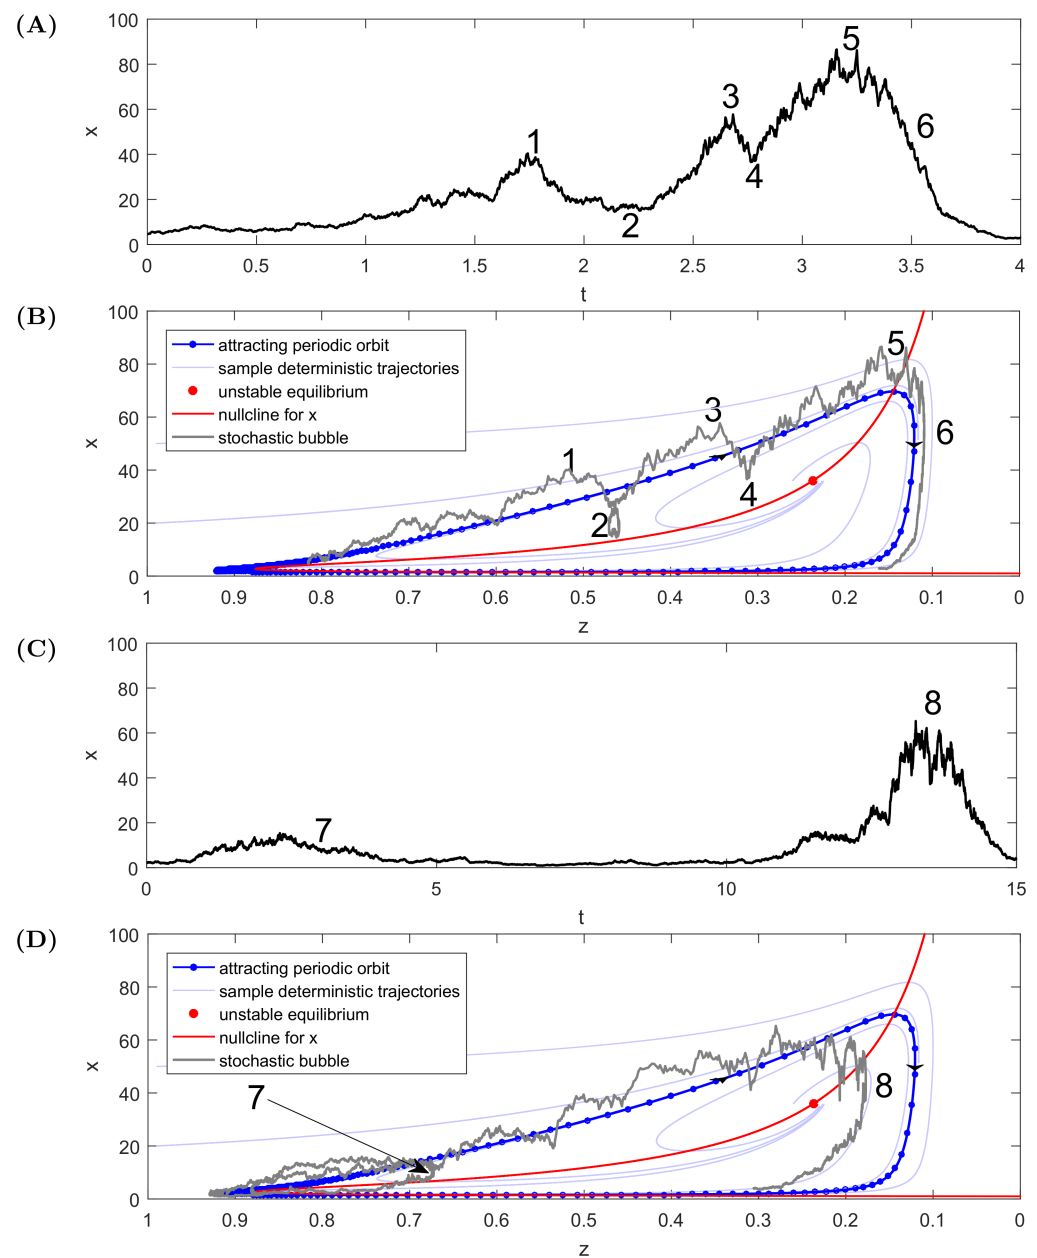 (A)
100
80
60
40
20
0
x
1
2
3
4
5
6
0 0.5 1 1.5 2 2.5 3 3.5 4
t
(B)
100
80
60
40
20
0
x
attracting periodic orbit
sample deterministic trajectories
unstable equilibrium
nullcline for x
stochastic bubble
1
2
3
4
5
6
1 0.9 0.8 0.7 0.6 0.5 0.4 0.3 0.2 0.1 0
z
(C)
100
80
60
40
20
0
x
7
8
0 5 10 15
t
(D)
100
80
60
40
20
0
x
attracting periodic orbit
sample deterministic trajectories
unstable equilibrium
nullcline for x
stochastic bubble
7
8
1 0.9 0.8 0.7 0.6 0.5 0.4 0.3 0.2 0.1 0
z